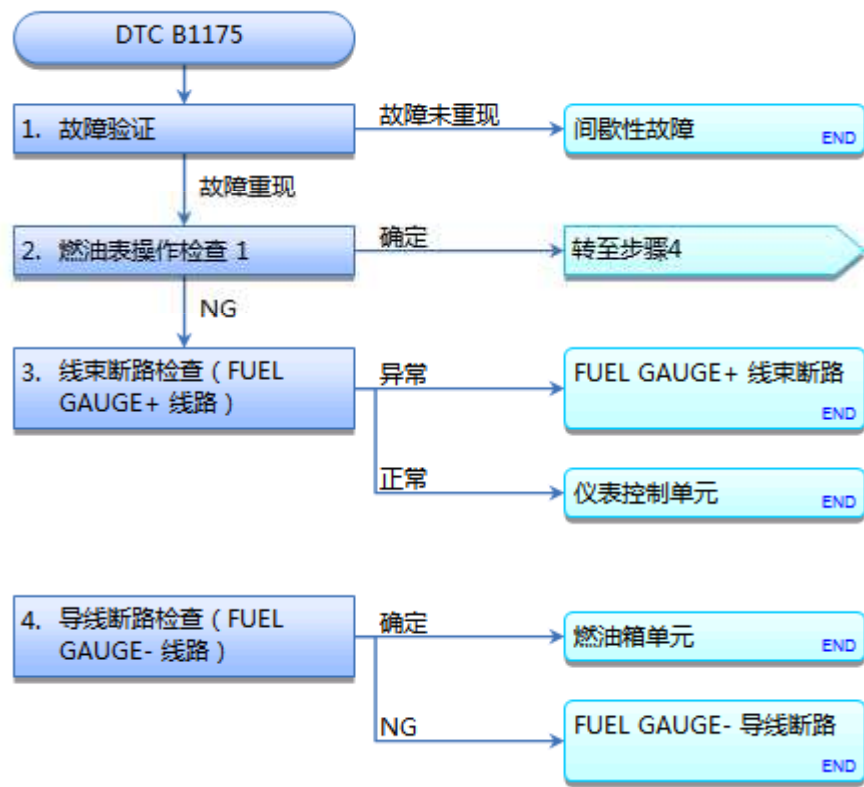 DTC B1175
1. 故障验证
故障未重现
间歇性故障
END
故障重现
2. 燃油表操作检查 1
确定
转至步骤4
NG
3. 线束断路检查（FUEL
GAUGE+ 线路）
异常
FUEL GAUGE+ 线束断路
END
正常
仪表控制单元
END
4. 导线断路检查（FUEL
GAUGE- 线路）
确定
燃油箱单元
END
NG
FUEL GAUGE- 导线断路
END